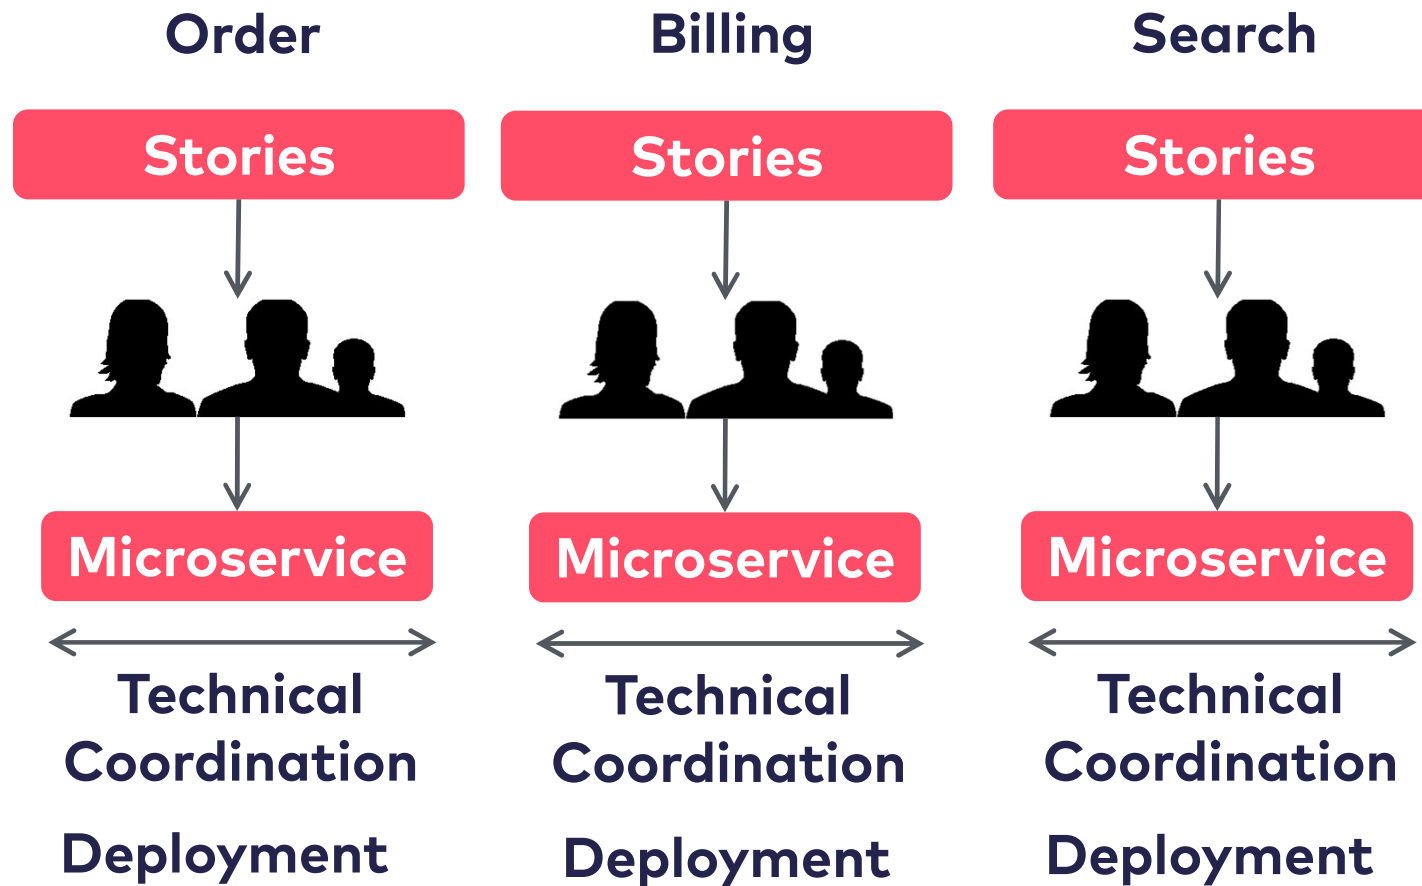 Order
Billing
Search
Stories
Stories
Stories
Microservice
Microservice
Microservice
Technical
Coordination
Technical
Coordination
Technical
Coordination
Deployment
Deployment
Deployment